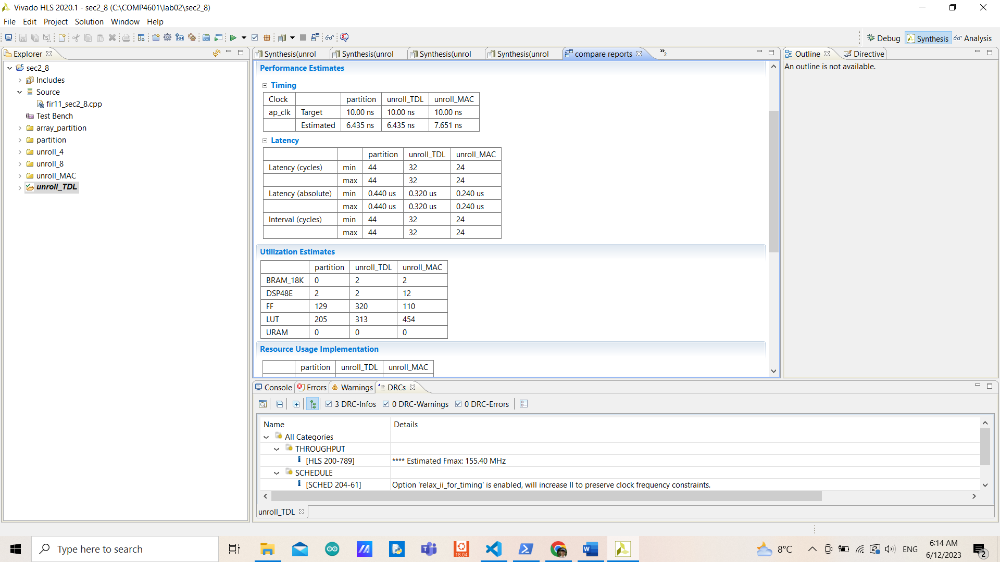 Vivado HLS 2020.1 - sec2_8 (C:\COMP4601\lab02\sec2_8)
File Edit Project Solution Window Help
Debug Synthesis Analysis
Explorer
sec2_8
Includes
Source
fir11_sec2_8.cpp
Test Bench
array_partition
partition
unroll_4
unroll_8
unroll_MAC
unroll_TDL
Synthesis(unrol Synthesis(unrol Synthesis(unrol Synthesis(unrol compare reports »2
Performance Estimates
Timing
Clock partition unroll_TDL unroll_MAC
ap_clk Target 10.00 ns 10.00 ns 10.00 ns
Estimated 6.435 ns 6.435 ns 7.651 ns
Latency
partition unroll_TDL unroll_MAC
Latency (cycles) min 44 32 24
max 44 32 24
Latency (absolute) min 0.440 us 0.320 us 0.240 us
max 0.440 us 0.320 us 0.240 us
Interval (cycles) min 44 32 24
max 44 32 24
Utilization Estimates
partition unroll_TDL unroll_MAC
BRAM_18K 0 2 2
DSP48E 2 2 12
FF 129 320 110
LUT 205 313 454
URAM 0 0 0
Resource Usage Implementation
partition unroll_TDL unroll_MAC
Outline Directive
An outline is not available.
Console Errors Warnings DRCs
3 DRC-Infos 0 DRC-Warnings 0 DRC-Errors
Name Details
All Categories
THROUGHPUT
[HLS 200-789] **** Estimated Fmax: 155.40 MHz
SCHEDULE
[SCHED 204-61] Option 'relax_ii_for_timing' is enabled, will increase II to preserve clock frequency constraints.
unroll_TDL
Type here to search
18.04
8°C
ENG
6:14 AM
6/12/2023
2